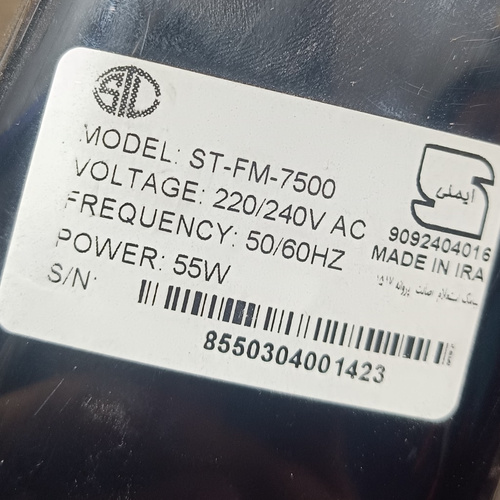 STL
MODEL: ST-FM-7500
VOLTAGE: 220/240V AC
FREQUENCY: 50/60HZ
POWER: 55W
S/N:
8550304001423
ایمنی
9092404016
MADE IN IRA